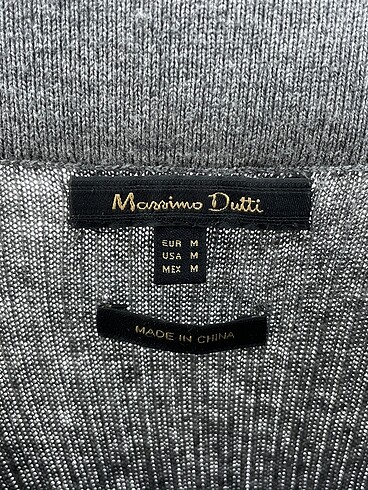 Massimo Dutti
EUR M
USA M
MEX M
MADE IN CHINA